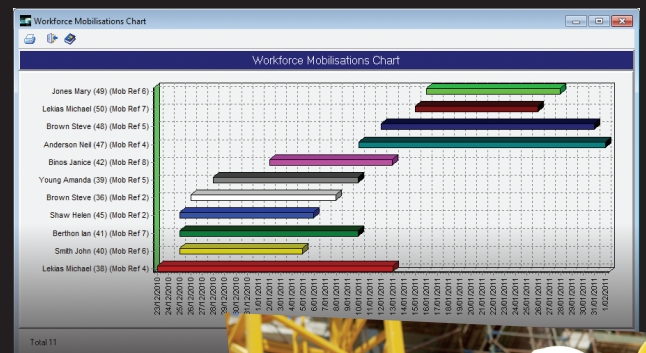 Workforce Mobilisations Chart
Workforce Mobilisations Chart
Jones Mary (49) (Mob Ref 6)
Lekias Michael (50) (Mob Ref 7)
Brown Steve (48) (Mob Ref 5)
Anderson Neil (47) (Mob Ref 4)
Binos Janice (42) (Mob Ref 8)
Young Amanda (39) (Mob Ref 5)
Brown Steve (36) (Mob Ref 2)
Shaw Helen (45) (Mob Ref 2)
Berthon Ian (41) (Mob Ref 7)
Smith John (40) (Mob Ref 6)
Lekias Michael (38) (Mob Ref 4)
23/12/2010
24/12/2010
25/12/2010
26/12/2010
27/12/2010
28/12/2010
29/12/2010
30/12/2010
31/12/2010
1/01/2011
2/01/2011
3/01/2011
4/01/2011
5/01/2011
6/01/2011
7/01/2011
8/01/2011
9/01/2011
10/01/2011
11/01/2011
12/01/2011
13/01/2011
14/01/2011
15/01/2011
16/01/2011
17/01/2011
18/01/2011
19/01/2011
20/01/2011
21/01/2011
22/01/2011
23/01/2011
24/01/2011
25/01/2011
26/01/2011
27/01/2011
28/01/2011
29/01/2011
30/01/2011
31/01/2011
1/02/2011
Total 11